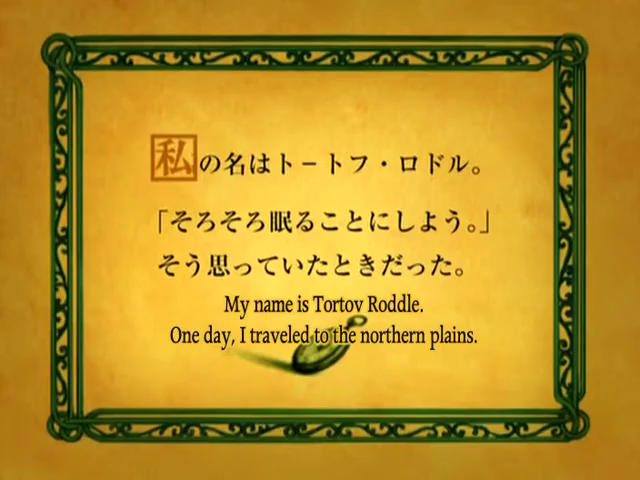 私の名はトートフ・ロドル。
「そろそろ眠ることにしよう。」
そう思っていたときだった。
My name is Tortov Roddle.
One day, I traveled to the northern plains.